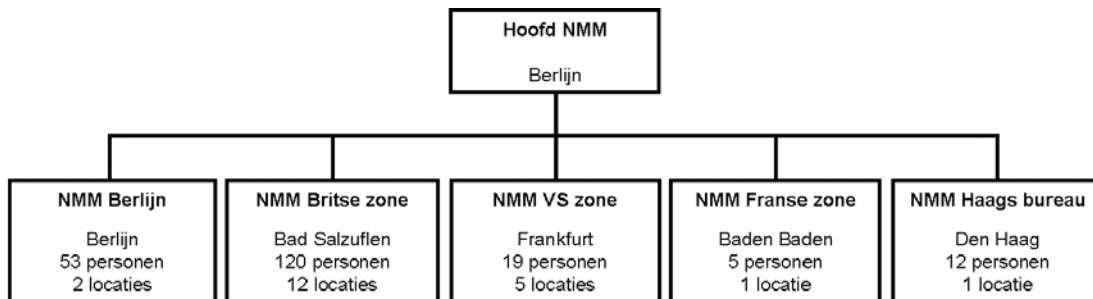 Hoofd NMM
Berlijn
NMM Berlijn
Berlijn
53 personen
2 locaties
NMM Britse zone
Bad Salzuflen
120 personen
12 locaties
NMM VS zone
Frankfurt
19 personen
5 locaties
NMM Franse zone
Baden Baden
5 personen
1 locatie
NMM Haags bureau
Den Haag
12 personen
1 locatie